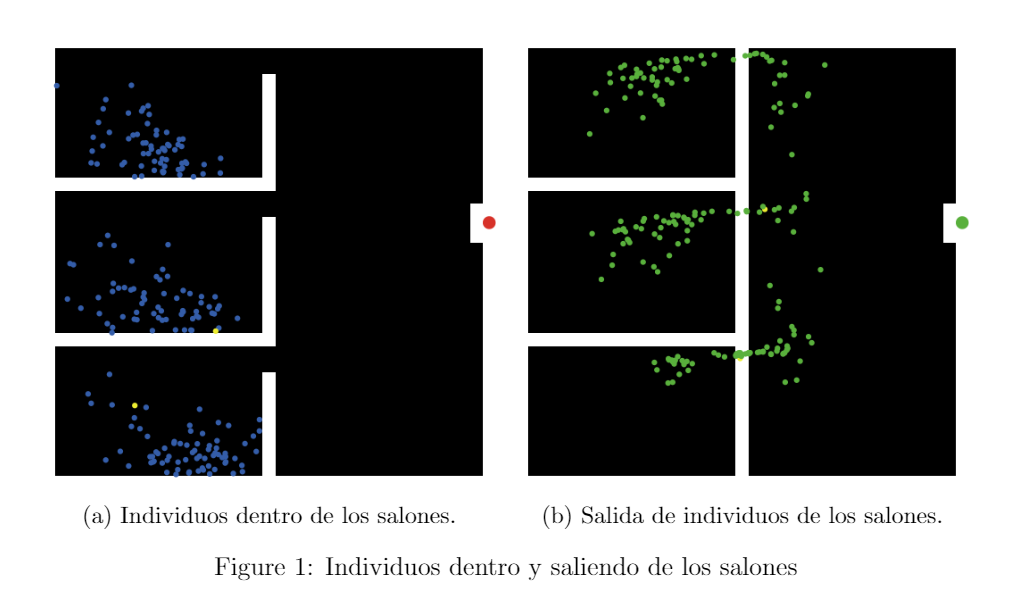 (a) Individuos dentro de los salones.
(b) Salida de individuos de los salones.
Figure 1: Individuos dentro y saliendo de los salones